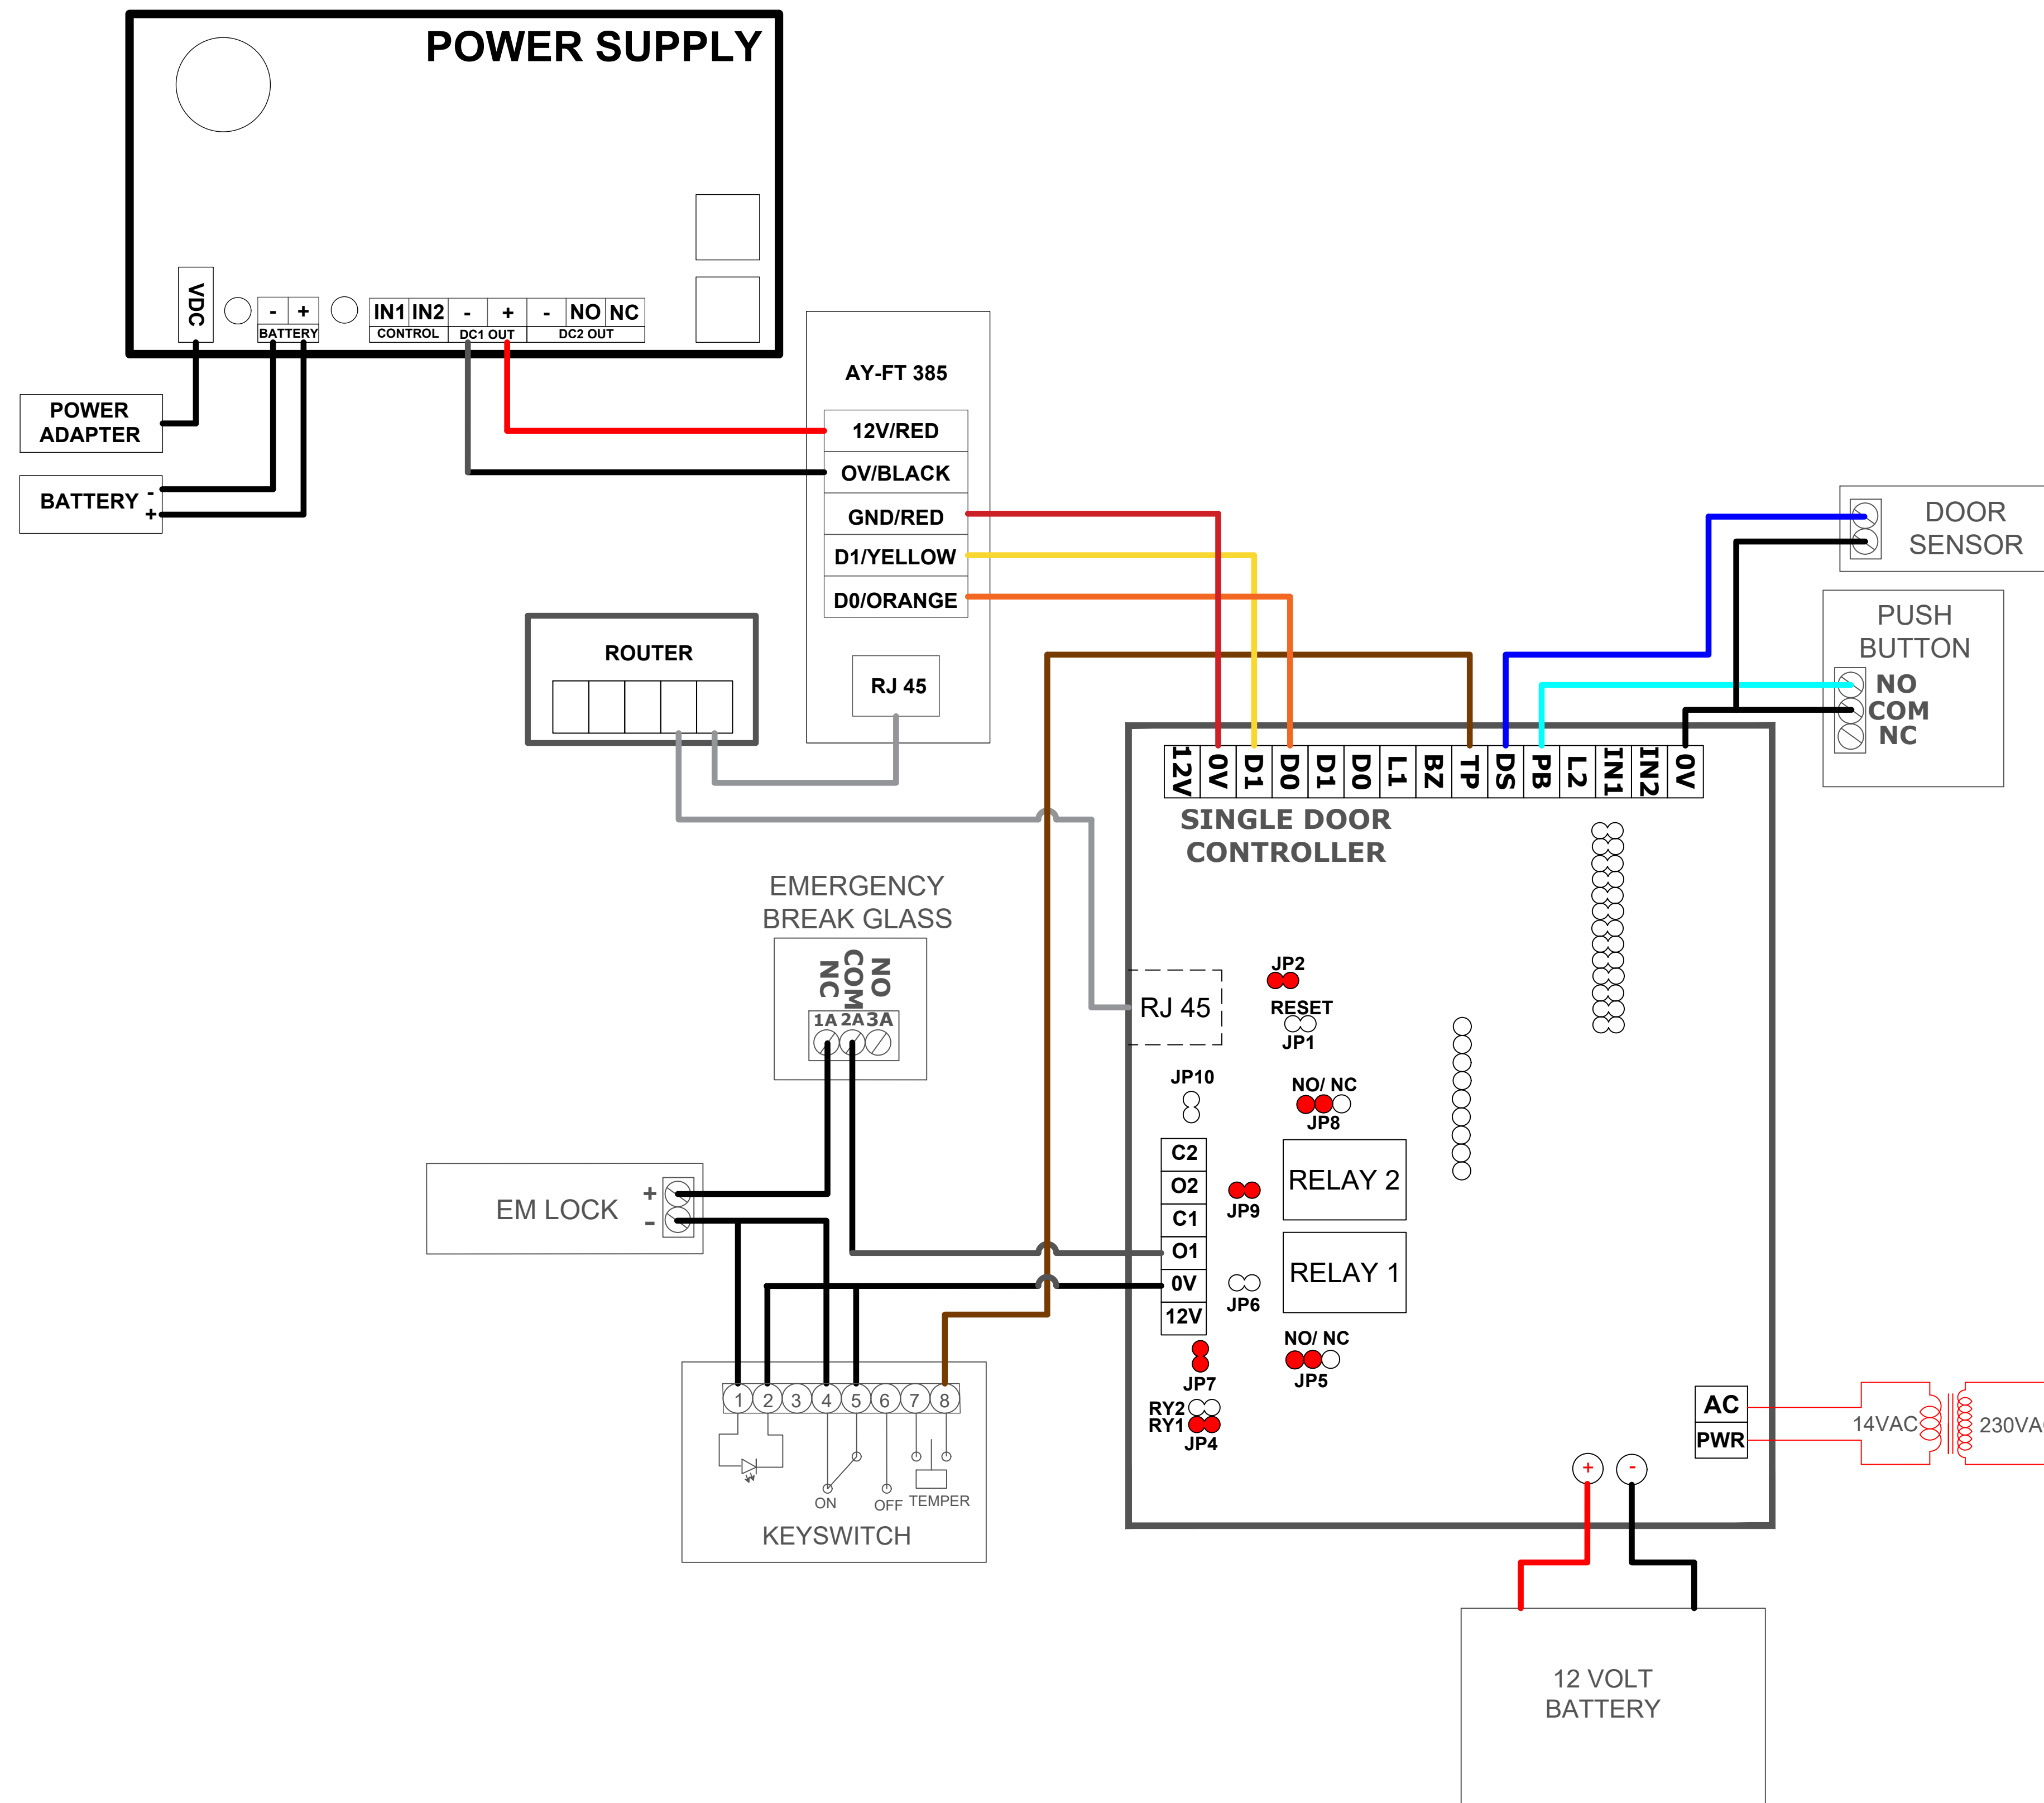 POWER SUPPLY
VDC
- +
BATTERY
IN1 IN2 - + - NO NC
CONTROL DC1 OUT DC2 OUT
POWER
ADAPTER
BATTERY -
+
AY-FT 385
12V/RED
OV/BLACK
GND/RED
D1/YELLOW
D0/ORANGE
RJ 45
ROUTER
DOOR
SENSOR
PUSH
BUTTON
NO
COM
NC
12V 0V D1 D0 D1 D0 L1 BZ TP DS PB L2 IN1 IN2 0V
SINGLE DOOR
CONTROLLER
EMERGENCY
BREAK GLASS
NC COM NO
1A 2A 3A
RJ 45
JP2
RESET
JP1
JP10
NO/ NC
JP8
C2
O2
C1
O1
0V
12V
JP9
RELAY 2
RELAY 1
JP6
NO/ NC
JP5
JP7
RY2
RY1
JP4
EM LOCK
+
-
1 2 3 4 5 6 7 8
ON OFF TEMPER
KEYSWITCH
AC
PWR
14VAC 230VA
+ -
12 VOLT
BATTERY